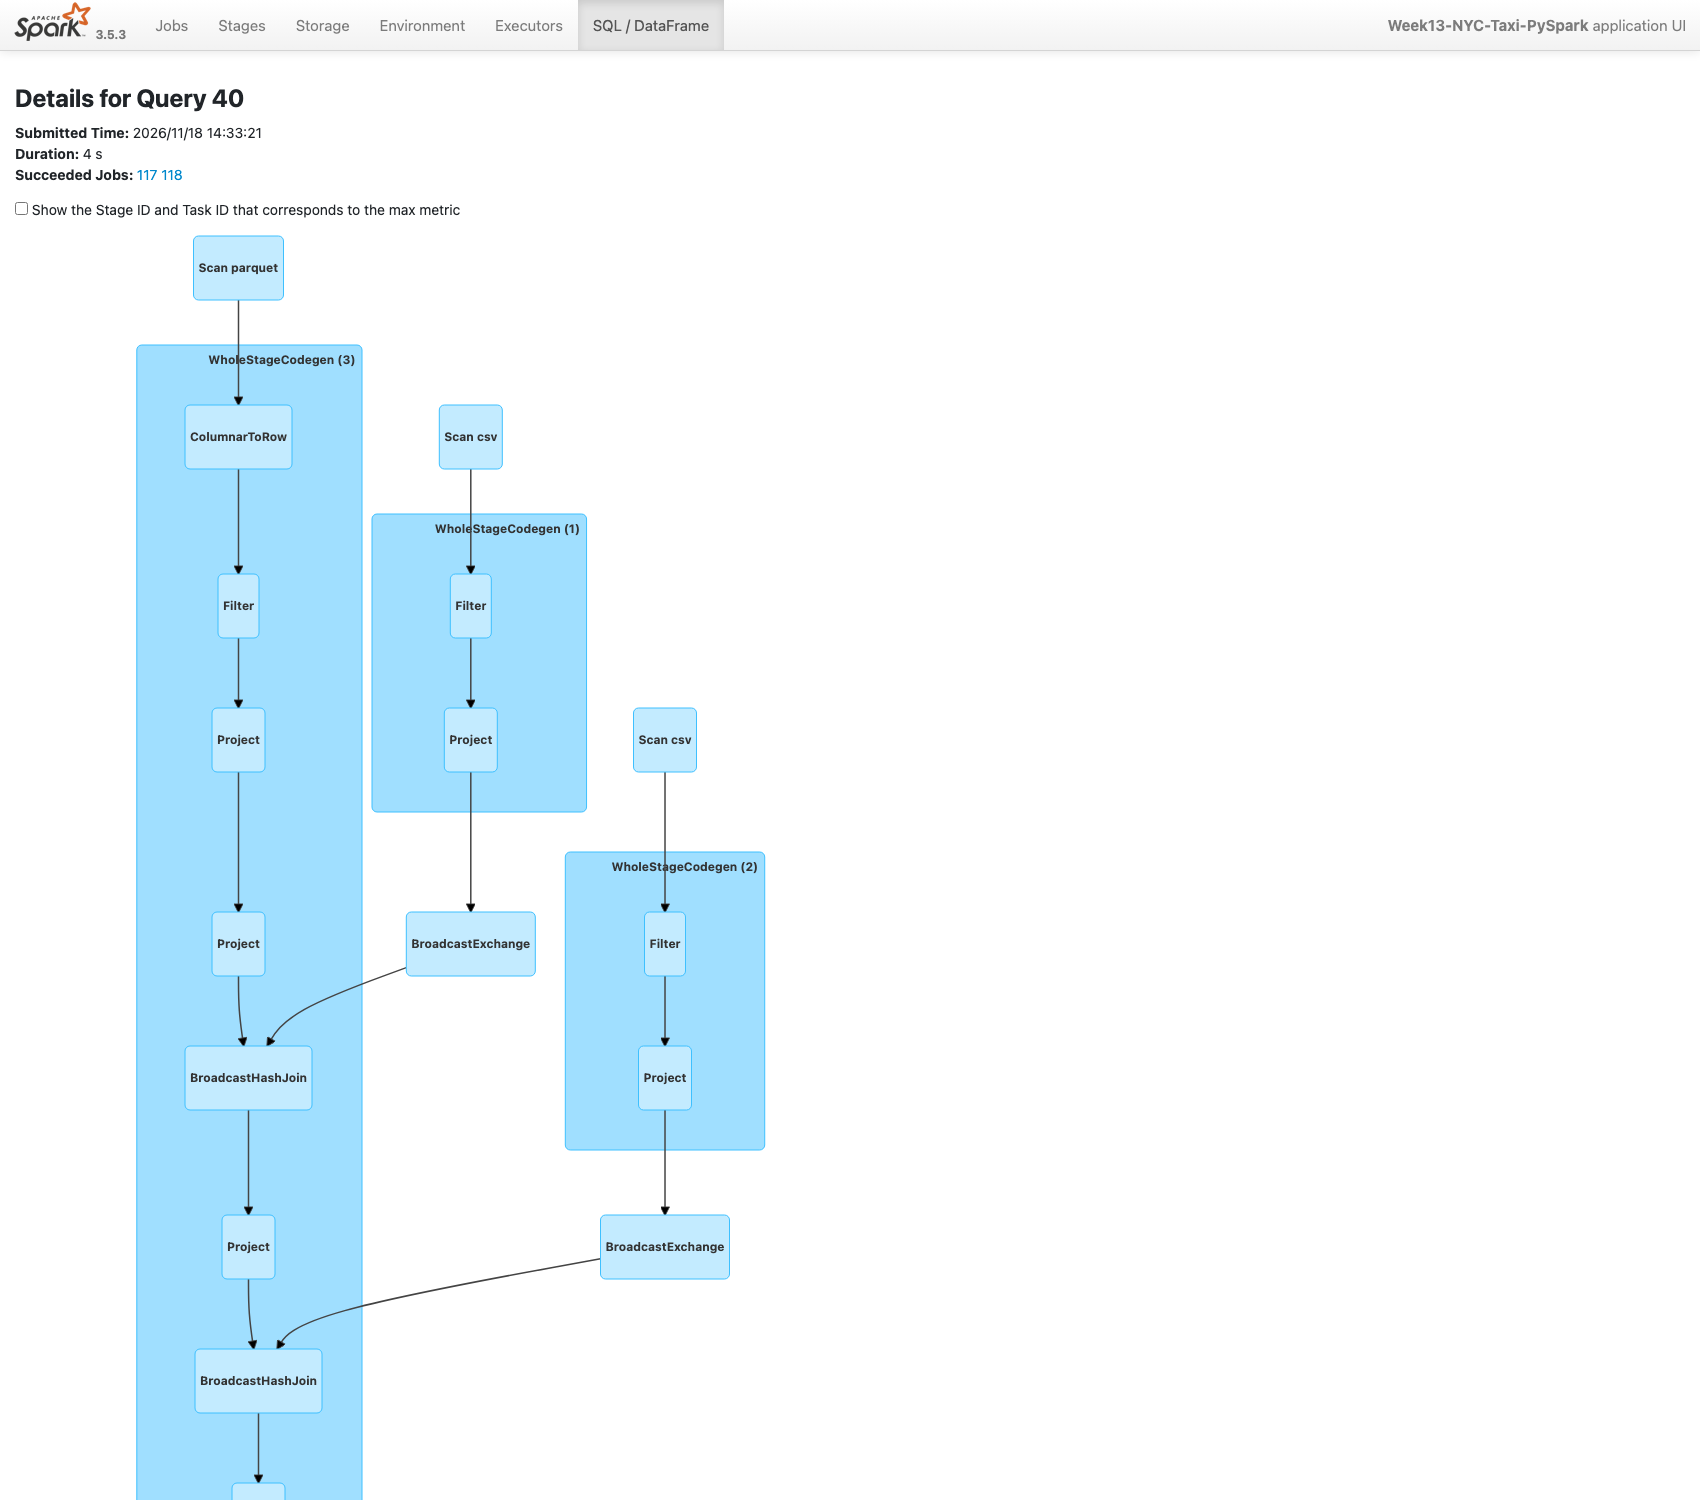 APACHE
Spark 3.5.3 Jobs Stages Storage Environment Executors SQL / DataFrame Week13-NYC-Taxi-PySpark application UI
Details for Query 40
Submitted Time: 2026/11/18 14:33:21
Duration: 4 s
Succeeded Jobs: 117 118
Show the Stage ID and Task ID that corresponds to the max metric
Scan parquet
WholeStageCodegen (3)
ColumnarToRow
Scan csv
WholeStageCodegen (1)
Filter
Filter
Project
Project
Scan csv
WholeStageCodegen (2)
Project
BroadcastExchange
Filter
BroadcastHashJoin
Project
Project
BroadcastExchange
BroadcastHashJoin